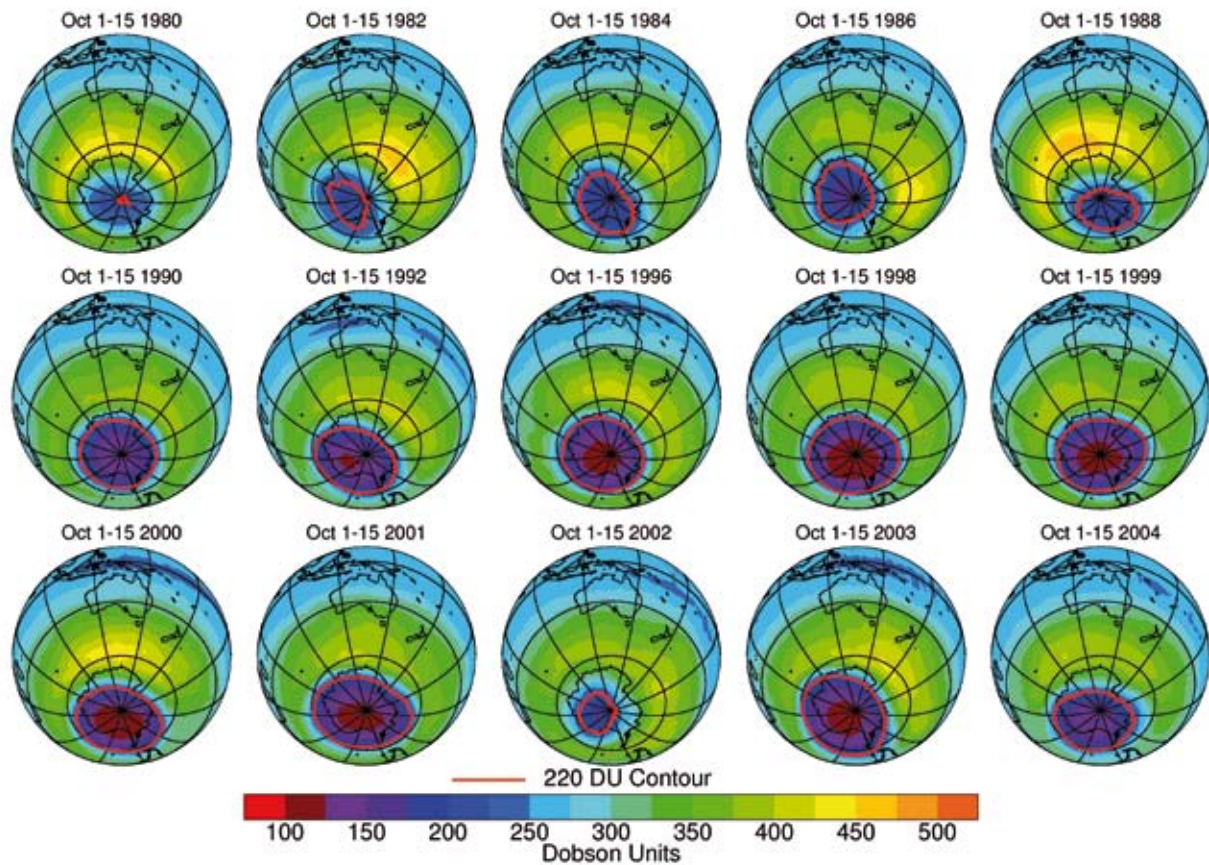 Oct 1-15 1980 Oct 1-15 1982 Oct 1-15 1984 Oct 1-15 1986 Oct 1-15 1988
Oct 1-15 1990 Oct 1-15 1992 Oct 1-15 1996 Oct 1-15 1998 Oct 1-15 1999
Oct 1-15 2000 Oct 1-15 2001 Oct 1-15 2002 Oct 1-15 2003 Oct 1-15 2004
220 DU Contour
100 150 200 250 300 350 400 450 500
Dobson Units